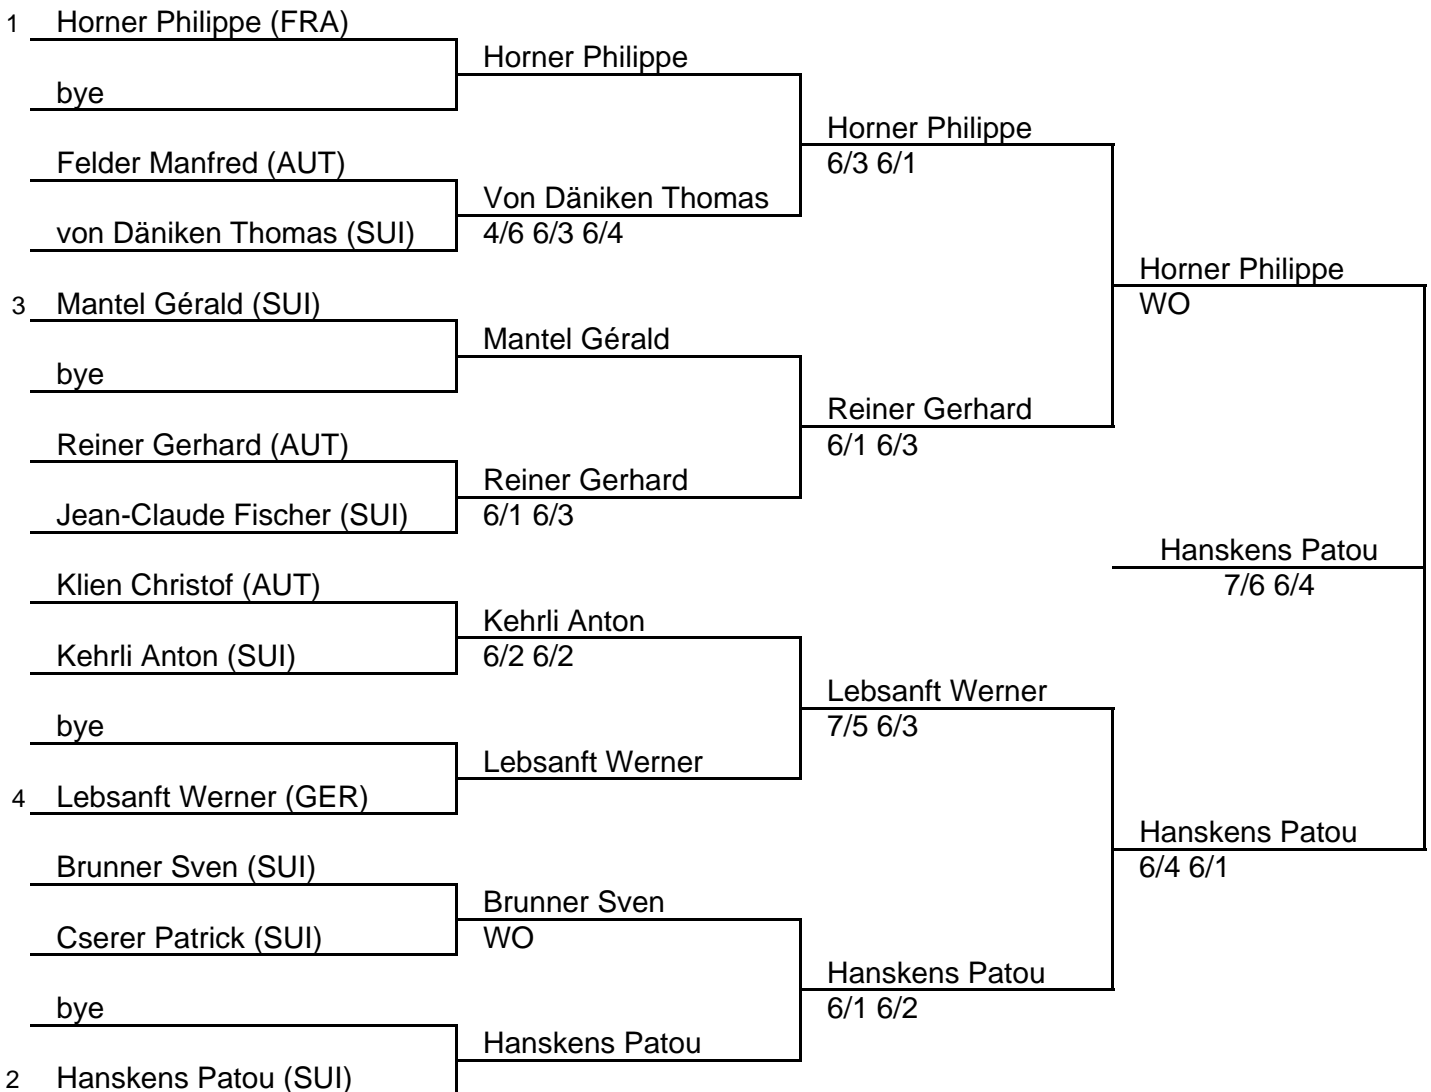 1 Horner Philippe (FRA)
Horner Philippe
bye
Horner Philippe
Felder Manfred (AUT)
6/3 6/1
Von Däniken Thomas
von Däniken Thomas (SUI)
4/6 6/3 6/4
Horner Philippe
3 Mantel Gérald (SUI)
WO
Mantel Gérald
bye
Reiner Gerhard
Reiner Gerhard (AUT)
6/1 6/3
Reiner Gerhard
Jean-Claude Fischer (SUI)
6/1 6/3
Hanskens Patou
Klien Christof (AUT)
7/6 6/4
Kehrli Anton
Kehrli Anton (SUI)
6/2 6/2
Lebsanft Werner
bye
7/5 6/3
Lebsanft Werner
4 Lebsanft Werner (GER)
Hanskens Patou
Brunner Sven (SUI)
6/4 6/1
Brunner Sven
Cserer Patrick (SUI)
WO
Hanskens Patou
bye
6/1 6/2
Hanskens Patou
2 Hanskens Patou (SUI)